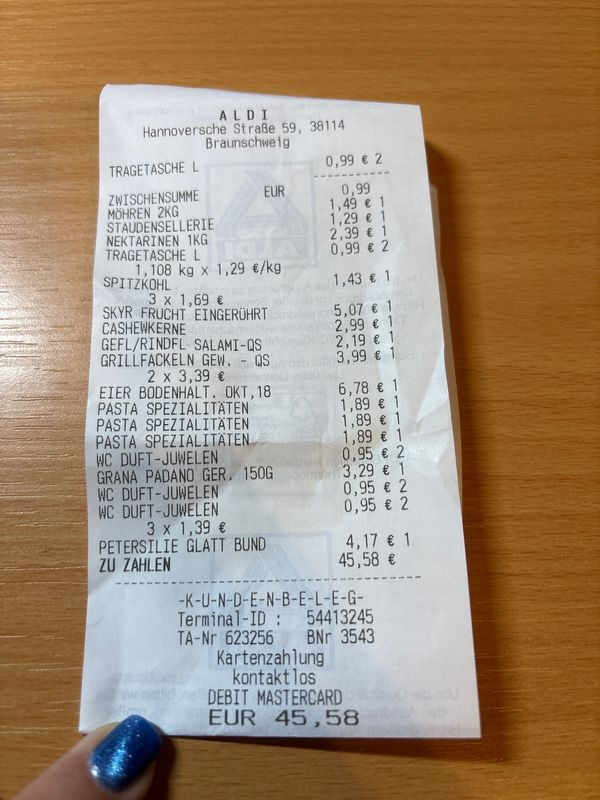 ALDI
Hannoversche Straße 59, 38114
Braunschweig
TRAGETASCHE L 0,99 € 2
ZWISCHENSUMME EUR 0,99
MÖHREN 2KG 1,49 € 1
STAUDENSELLERIE 1,29 € 1
NEKTARINEN 1KG 2,39 € 1
TRAGETASCHE L 0,99 € 2
1,108 kg x 1,29 €/kg
SPITZKOHL 1,43 € 1
3 x 1,69 €
SKYR FRUCHT EINGERÜHRT 5,07 € 1
CASHEWKERNE 2,99 € 1
GEFL/RINDFL SALAMI-QS 2,19 € 1
GRILLFACKELN GEW. - QS 3,99 € 1
2 x 3,39 €
EIER BODENHALT. OKT,18 6,78 € 1
PASTA SPEZIALITÄTEN 1,89 € 1
PASTA SPEZIALITÄTEN 1,89 € 1
PASTA SPEZIALITÄTEN 1,89 € 1
WC DUFT-JUWELEN 0,95 € 2
GRANA PADANO GER. 150G 3,29 € 1
WC DUFT-JUWELEN 0,95 € 2
WC DUFT-JUWELEN 0,95 € 2
3 x 1,39 €
PETERSILIE GLATT BUND 4,17 € 1
ZU ZAHLEN 45,58 €
-K-U-N-D-E-N-B-E-L-E-G-
Terminal-ID : 54413245
TA-Nr 623256 BNr 3543
Kartenzahlung
kontaktlos
DEBIT MASTERCARD
EUR 45,58